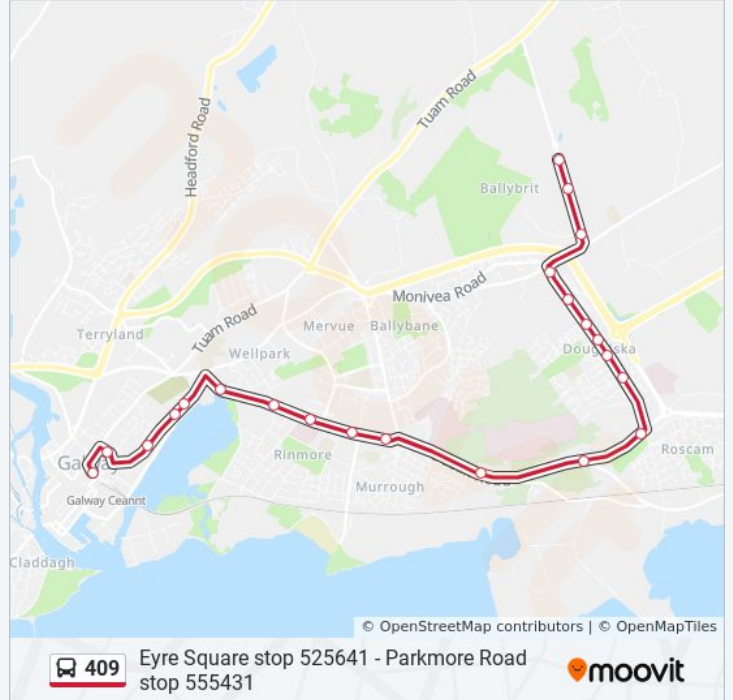 Tuam Road
Headford Road
Ballybrit
Monivea Road
Tuam Road
Terryland
Mervue
Ballybane
Wellpark
Roscam
Rinmore
Murrough
Galway Ceannt
Claddagh
© OpenStreetMap contributors | © OpenMapTiles
409
Eyre Square stop 525641 - Parkmore Road
stop 555431
moovit